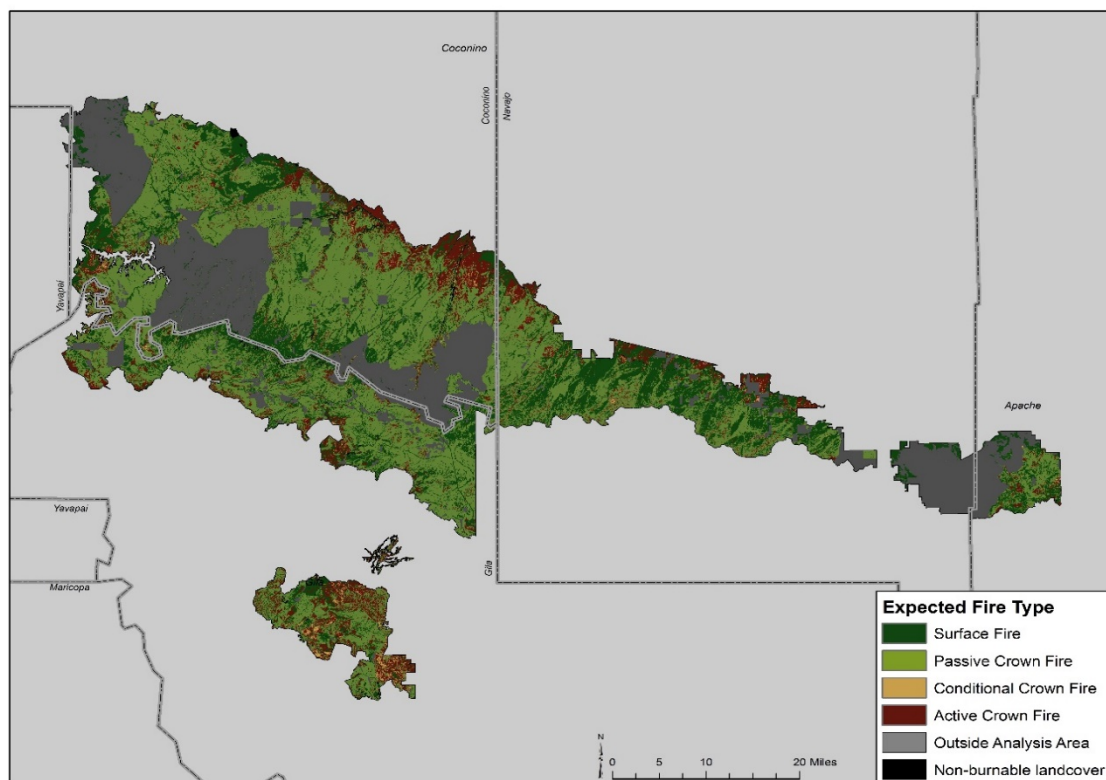 Coconino
Coconino
Navajo
Yavapai
Apache
Yavapai
Gila
Maricopa
Expected Fire Type
Surface Fire
Passive Crown Fire
Conditional Crown Fire
Active Crown Fire
Outside Analysis Area
Non-burnable landcover
N
0 5 10 20 Miles